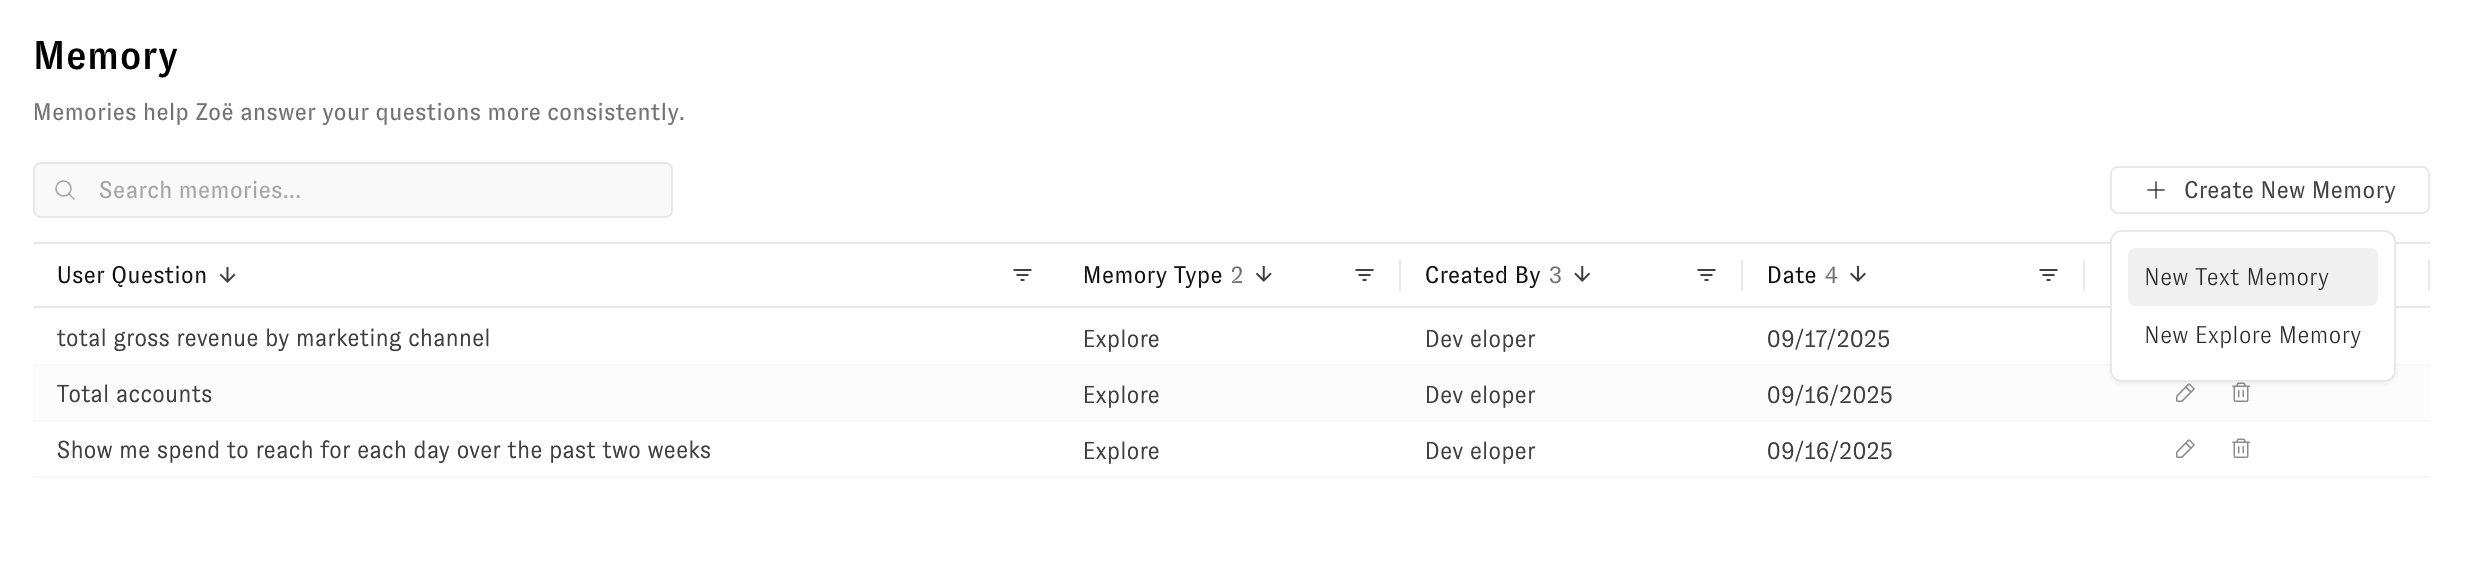 Memory
Memories help Zoë answer your questions more consistently.
Search memories...
Create New Memory
User Question
Memory Type 2
Created By 3
Date 4
New Text Memory
New Explore Memory
total gross revenue by marketing channel Explore Dev eloper 09/17/2025
Total accounts Explore Dev eloper 09/16/2025
Show me spend to reach for each day over the past two weeks Explore Dev eloper 09/16/2025